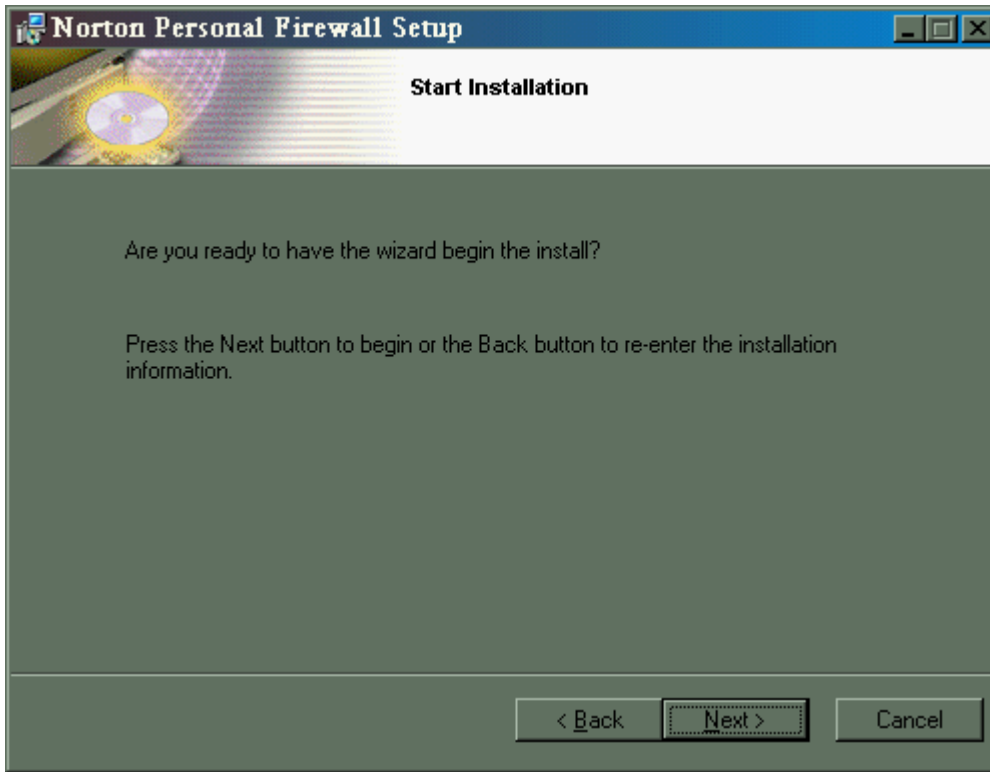 Norton Personal Firewall Setup
Start Installation
Are you ready to have the wizard begin the install?
Press the Next button to begin or the Back button to re-enter the installation
information.
< Back
Next >
Cancel